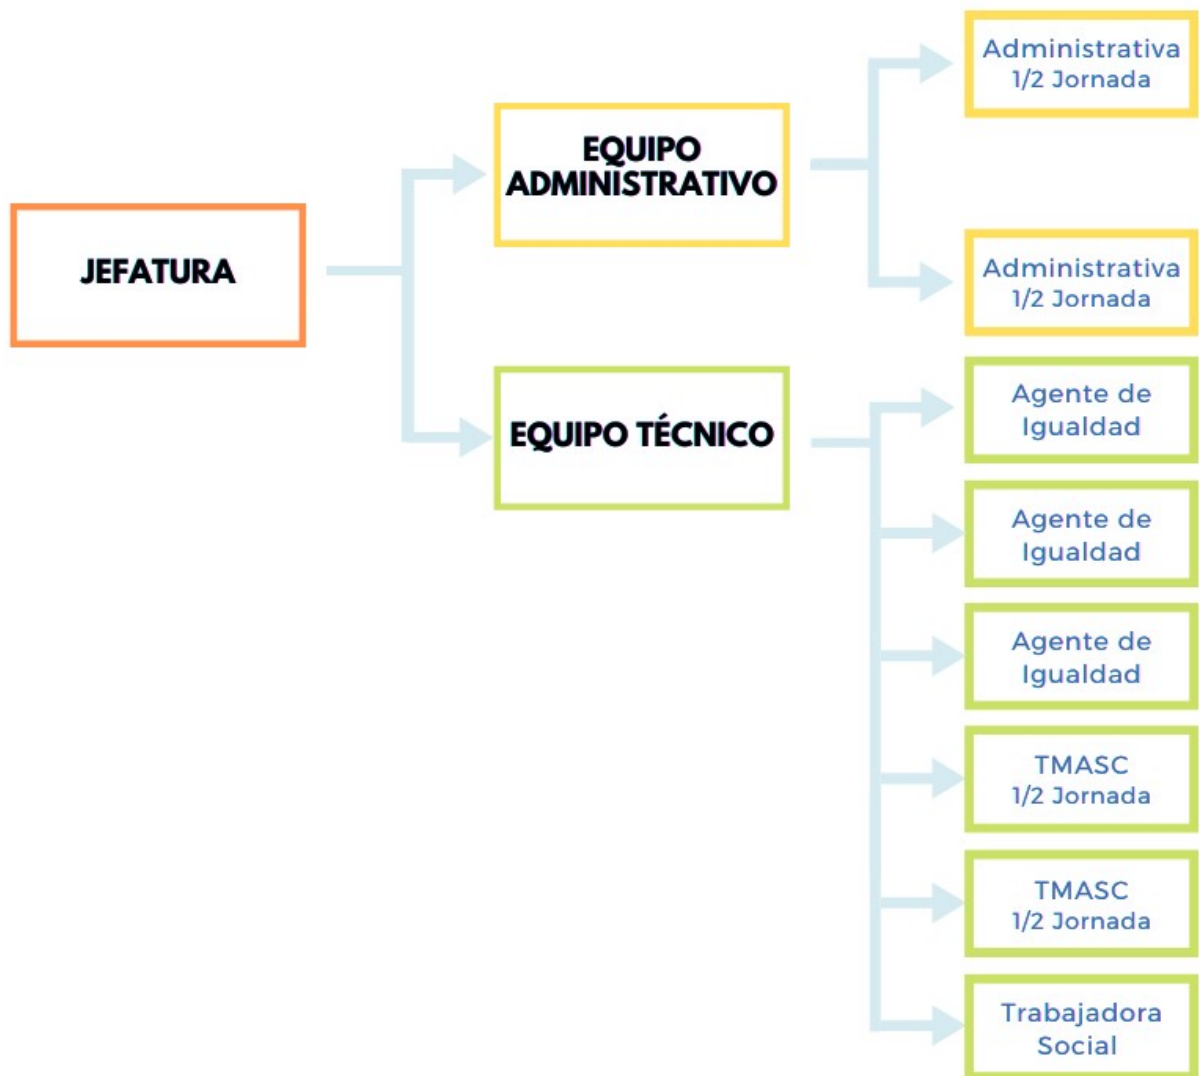 JEFATURA
EQUIPO
ADMINISTRATIVO
Administrativa
1/2 Jornada
Administrativa
1/2 Jornada
EQUIPO TÉCNICO
Agente de
Igualdad
Agente de
Igualdad
Agente de
Igualdad
TMASC
1/2 Jornada
TMASC
1/2 Jornada
Trabajadora
Social